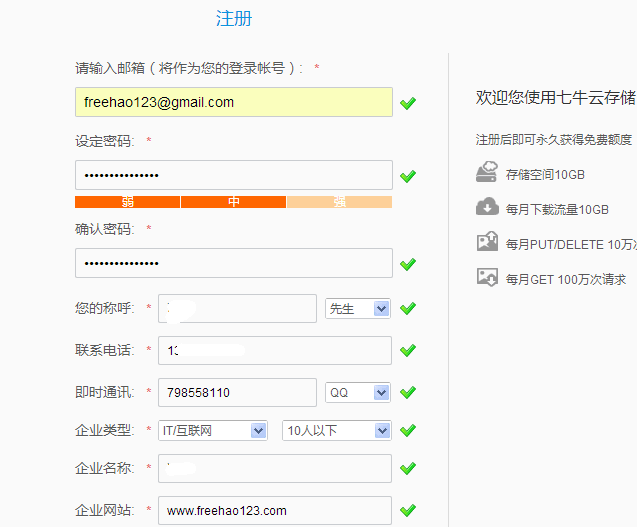 注册
请输入邮箱（将作为您的登录帐号）： *
freehao123@gmail.com
设定密码： *
•••••••••••••••
弱 中 强
确认密码： *
•••••••••••••••
您的称呼： * 先生
联系电话： * 13
即时通讯: * 798558110 QQ
企业类型: * IT/互联网 10人以下
企业名称: *
企业网站: * www.freehao123.com
欢迎您使用七牛云存储
注册后即可永久获得免费额度
存储空间10GB
每月下载流量10GB
每月PUT/DELETE 10万次
每月GET 100万次请求